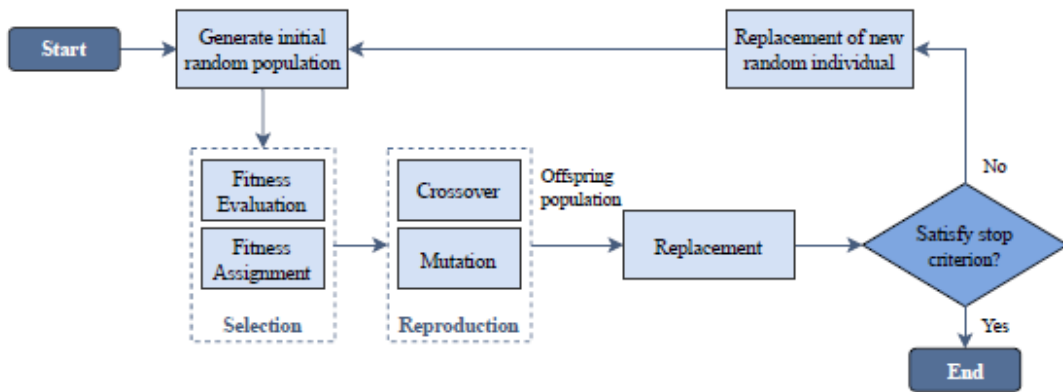 Start
Generate initial
random population
Replacement of new
random individual
Fitness
Evaluation
Fitness
Assignment
Selection
Crossover
Mutation
Reproduction
Offspring
population
Replacement
Satisfy stop
criterion?
No
Yes
End